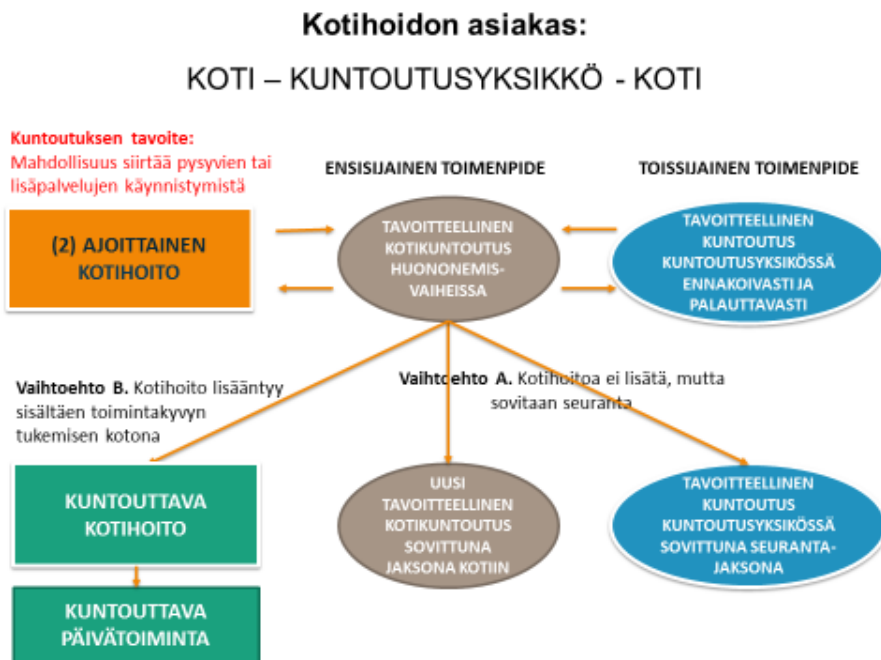 Kotihoidon asiakas:
KOTI – KUNTOUTUSYKSIKKÖ - KOTI
Kuntoutuksen tavoite:
Mahdollisuus siirtää pysyvien tai
lisäpalvelujen käynnistymistä
ENSISIJAINEN TOIMENPIDE
TOISSIJAINEN TOIMENPIDE
(2) AJOITTAINEN
KOTIHOITO
TAVOITTEELLINEN
KOTIKUNTOUTUS
HUONONEMIS-
VAIHEISSA
TAVOITTEELLINEN
KUNTOUTUS
KUNTOUTUSYKIKÖSSÄ
ENNAKOIVASTI JA
PALAUTTAVASTI
Vaihtoehto B. Kotihoito lisääntyy
sisältäen toimintakyvyn
tukemisen kotona
Vaihtoehto A. Kotihoitoa ei lisätä, mutta
sovitaan seuranta
KUNTOUTTAVA
KOTIHOITO
UUSI
TAVOITTEELLINEN
KOTIKUNTOUTUS
SOVITTUNA
JAKSONA KOTIIN
TAVOITTEELLINEN
KUNTOUTUS
KUNTOUTUSYKSIKÖSSÄ
SOVITTUNA SEURANTA-
JAKSONA
KUNTOUTTAVA
PÄIVÄTOIMINTA